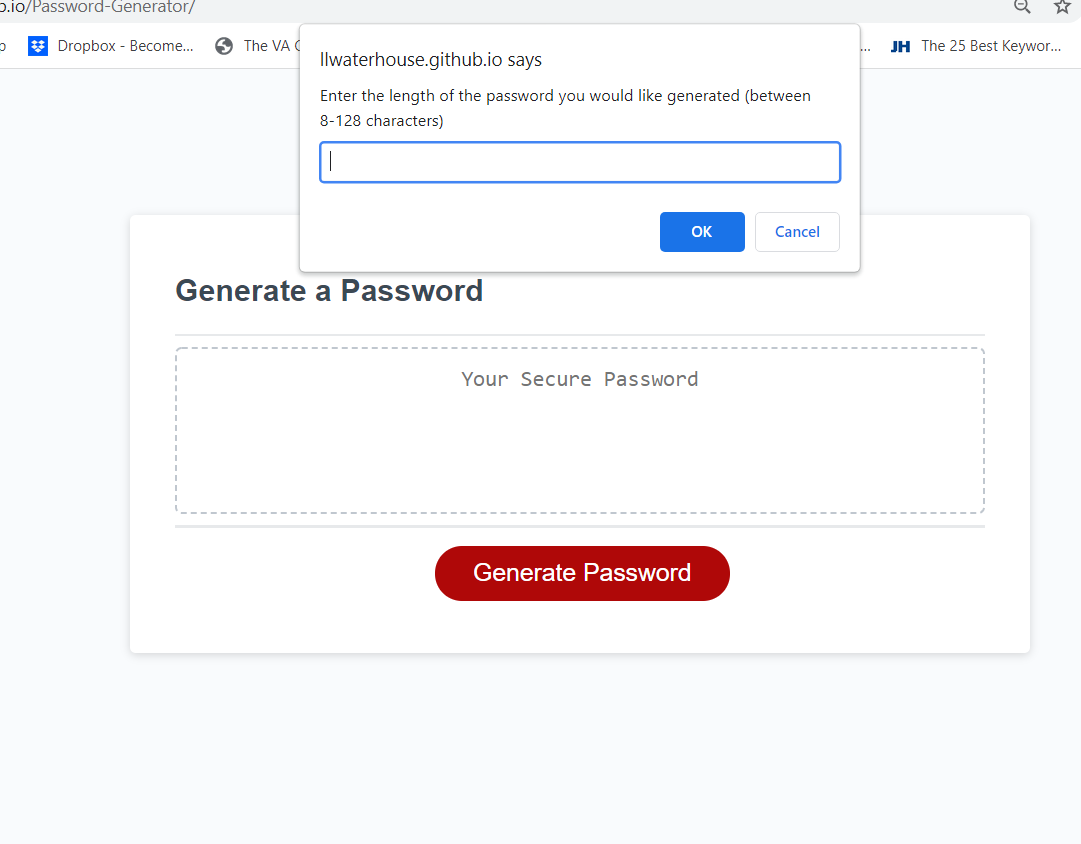 b.io/Password-Generator/
Dropbox - Become...
The VA
...
JH The 25 Best Keywor...
llwaterhouse.github.io says
Enter the length of the password you would like generated (between
8-128 characters)
OK
Cancel
Generate a Password
Your Secure Password
Generate Password